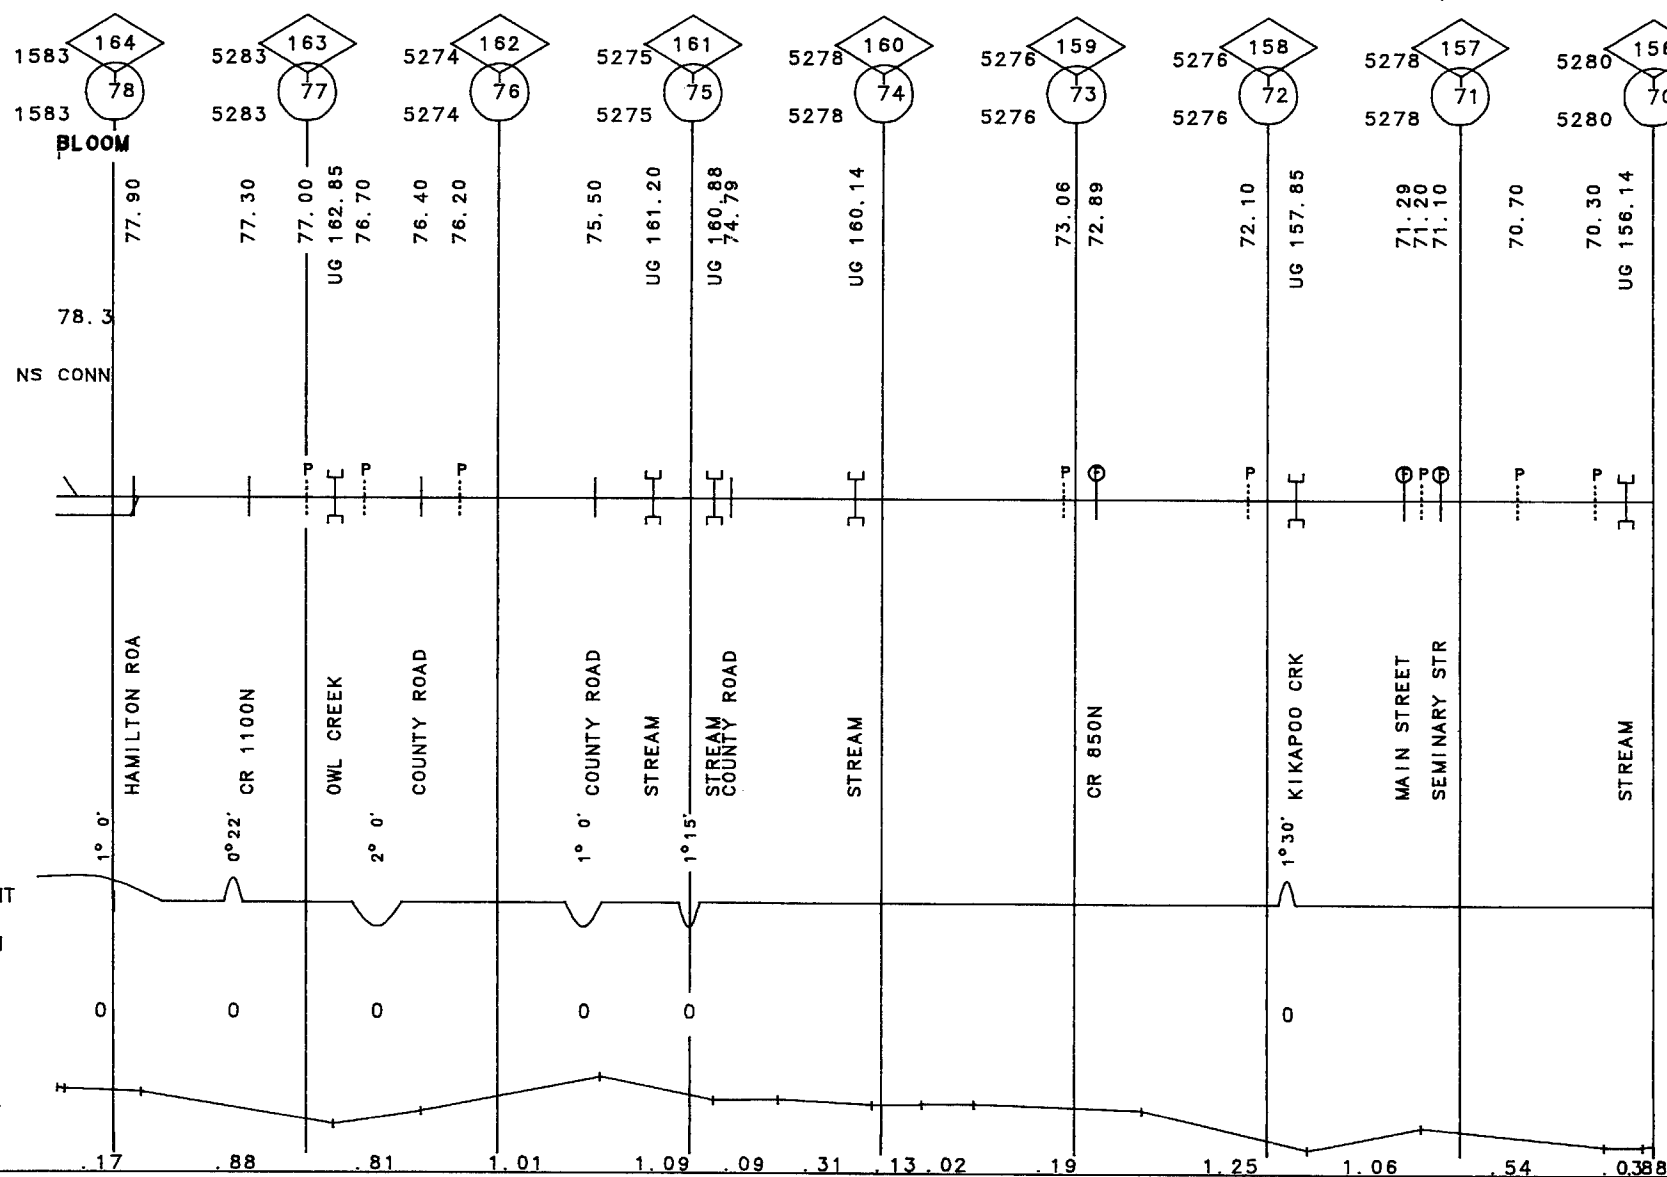 164 163 162 161 160 159 158 157 156
1583 5283 5274 5275 5278 5276 5276 5278 5280
78 77 76 75 74 73 72 71 70
1583 5283 5274 5275 5278 5276 5276 5278 5280
BLOOM
77.90
77.30
77.00
UG 162.85
76.70
76.40
76.20
75.50
UG 161.20
UG 160.88
74.79
UG 160.14
73.06
72.89
72.10
UG 157.85
71.29
71.20
71.10
70.70
70.30
UG 156.14
78.3
NS CONN
P P P P F P F P F P P
HAMILTON ROA
CR 1100N
OWL CREEK
COUNTY ROAD
COUNTY ROAD
STREAM
STREAM
COUNTY ROAD
STREAM
CR 850N
KIKAPOO CRK
MAIN STREET
SEMINARY STR
STREAM
1° 0' 0°22' 2° 0' 1° 0' 1°15' 1°30'
0 0 0 0 0 0
.17 .88 .81 1.01 1.09 .09 .31 .13 .02 .19 1.25 1.06 .54